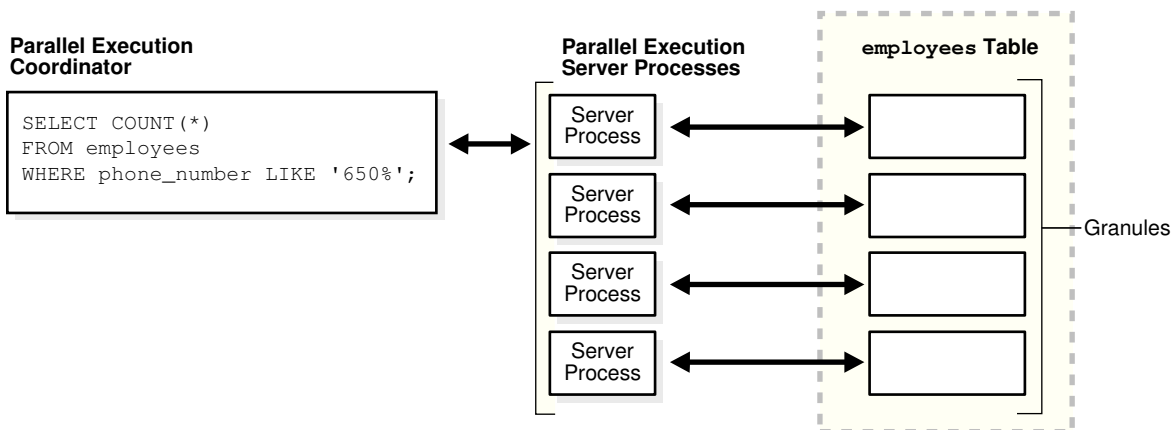 Parallel Execution
Coordinator
SELECT COUNT(*)
FROM employees
WHERE phone_number LIKE '650%';
Parallel Execution
Server Processes
Server
Process
Server
Process
Server
Process
Server
Process
employees Table
Granules